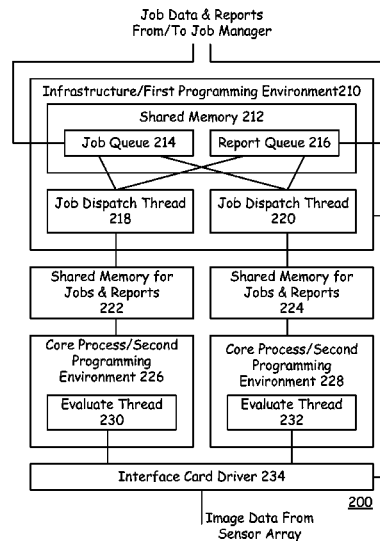 Job Data & Reports
From/To Job Manager
Infrastructure/First Programming Environment210
Shared Memory 212
Job Queue 214
Report Queue 216
Job Dispatch Thread
218
Job Dispatch Thread
220
Shared Memory for
Jobs & Reports
222
Shared Memory for
Jobs & Reports
224
Core Process/Second
Programming
Environment 226
Core Process/Second
Programming
Environment 228
Evaluate Thread
230
Evaluate Thread
232
Interface Card Driver 234
200
Image Data From
Sensor Array